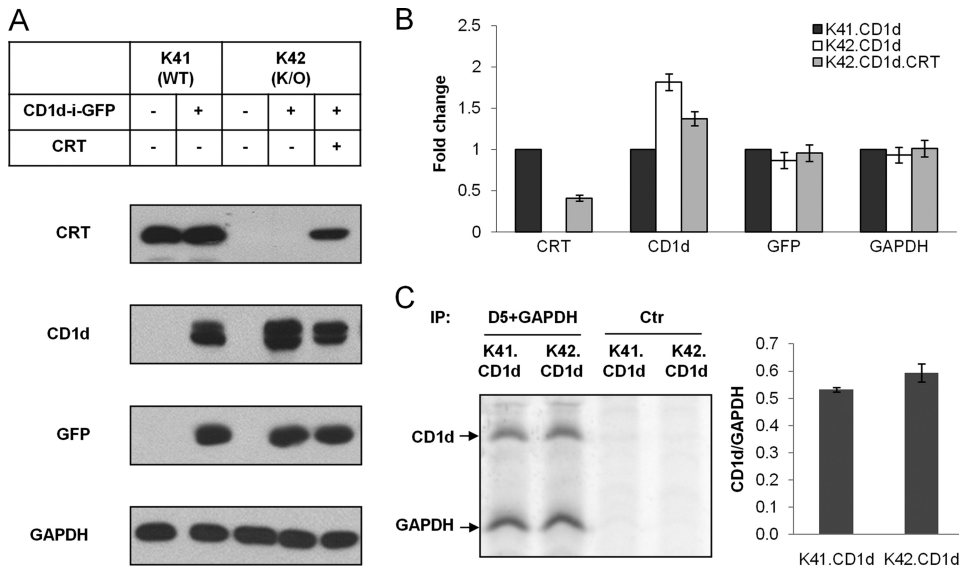 A
K41
(WT)
K42
(K/O)
CD1d-i-GFP - + - + +
CRT - - - - +
CRT
CD1d
GFP
GAPDH
B
K41.CD1d
K42.CD1d
K42.CD1d.CRT
Fold change
2.5
2
1.5
1
0.5
0
CRT CD1d GFP GAPDH
C
IP: D5+GAPDH Ctr
K41. K42. K41. K42.
CD1d CD1d CD1d CD1d
CD1d
GAPDH
CD1d/GAPDH
0.7
0.6
0.5
0.4
0.3
0.2
0.1
0.0
K41.CD1d K42.CD1d